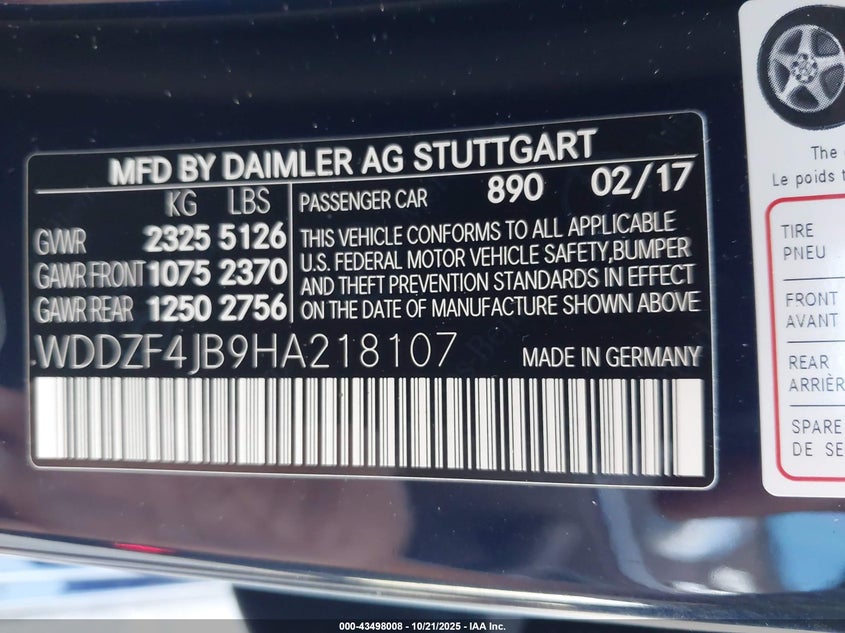 MFD BY DAIMLER AG STUTTGART
KG LBS
GVWR 2325 5126
GAWR FRONT 1075 2370
GAWR REAR 1250 2756
PASSENGER CAR 890 02/17
THIS VEHICLE CONFORMS TO ALL APPLICABLE
U.S. FEDERAL MOTOR VEHICLE SAFETY,BUMPER
AND THEFT PREVENTION STANDARDS IN EFFECT
ON THE DATE OF MANUFACTURE SHOWN ABOVE
WDDZF4JB9HA218107 MADE IN GERMANY
The
Le poids
TIRE
PNEU
FRONT
AVANT
REAR
ARRIÈR
SPARE
DE SE
000-43498008 - 10/21/2025 - IAA Inc.